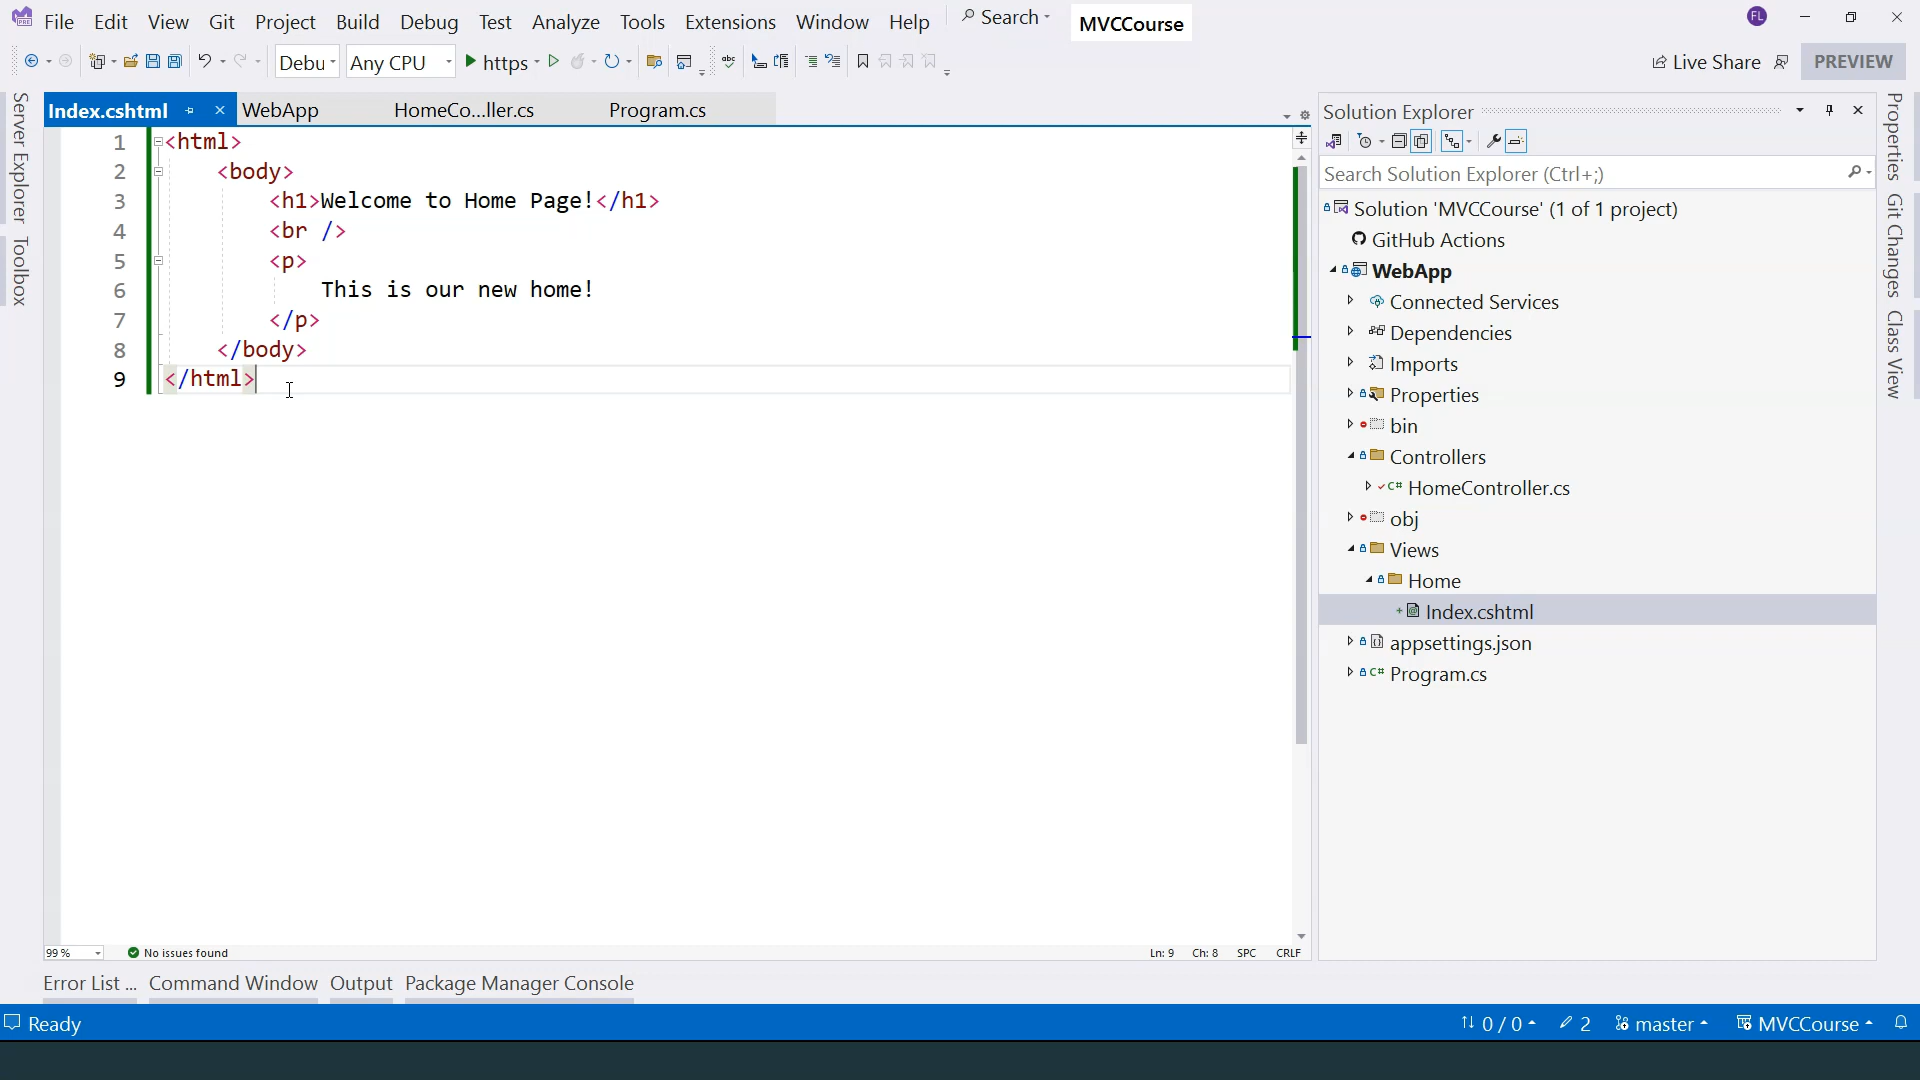 File Edit View Git Project Build Debug Test Analyze Tools Extensions Window Help Search MVCCourse FL
Debu Any CPU https Live Share PREVIEW
Server Explorer
Toolbox
Index.cshtml WebApp HomeCo...ller.cs Program.cs
1 <html>
2 <body>
3 <h1>Welcome to Home Page!</h1>
4 <br />
5 <p>
6 This is our new home!
7 </p>
8 </body>
9 </html>
99 % No issues found Ln: 9 Ch: 8 SPC CRLF
Solution Explorer
Search Solution Explorer (Ctrl+;)
Solution 'MVCCourse' (1 of 1 project)
GitHub Actions
WebApp
Connected Services
Dependencies
Imports
Properties
bin
Controllers
C# HomeController.cs
obj
Views
Home
Index.cshtml
appsettings.json
C# Program.cs
Properties
Git Changes
Class View
Error List ... Command Window Output Package Manager Console
Ready 0 / 0 2 master MVCCourse